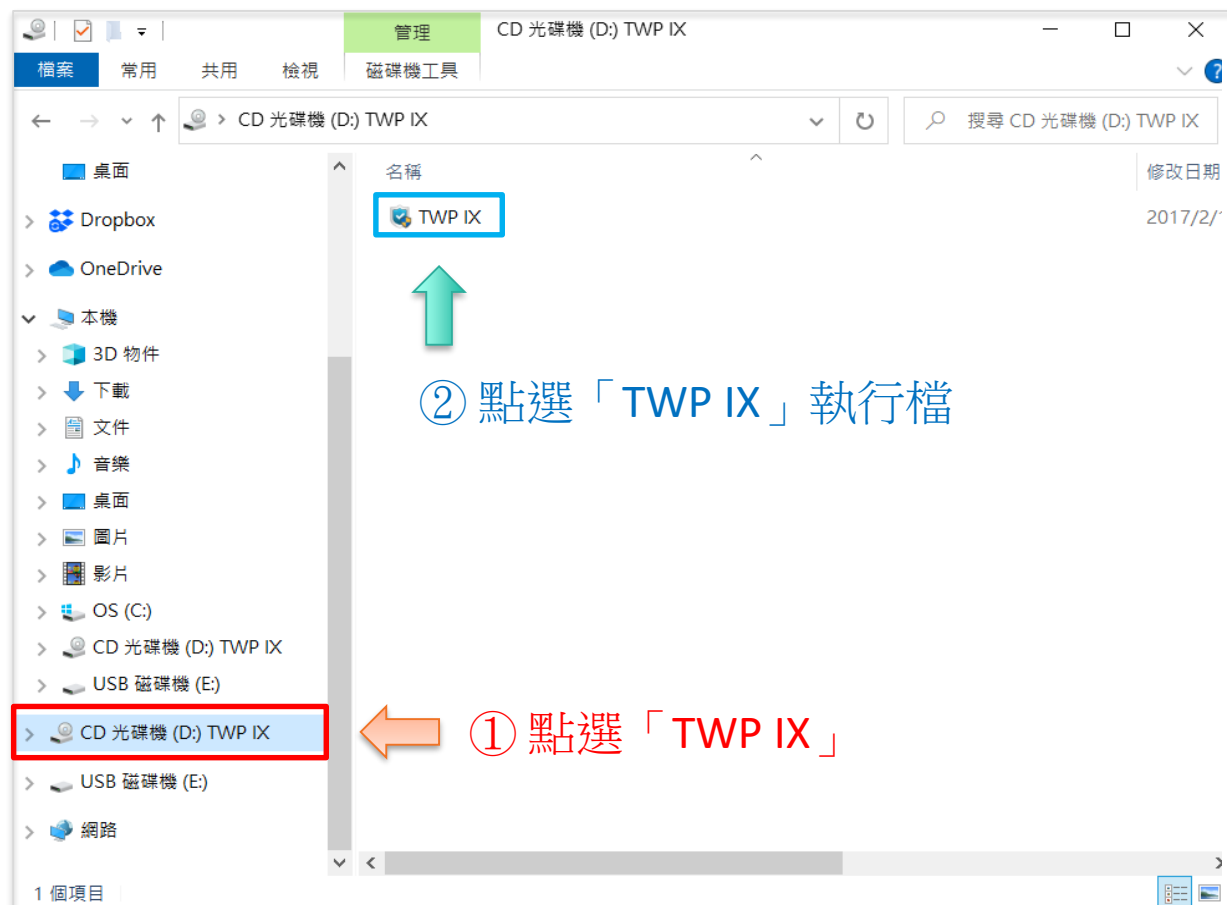 管理
CD 光碟機 (D:) TWP IX
檔案 常用 共用 檢視 磁碟機工具
CD 光碟機 (D:) TWP IX
搜尋 CD 光碟機 (D:) TWP IX
名稱 修改日期
TWP IX 2017/2/
桌面
Dropbox
OneDrive
本機
3D 物件
下載
文件
音樂
桌面
圖片
影片
OS (C:)
CD 光碟機 (D:) TWP IX
USB 磁碟機 (E:)
CD 光碟機 (D:) TWP IX
USB 磁碟機 (E:)
網路
② 點選「TWP IX」執行檔
① 點選「TWP IX」
1 個項目